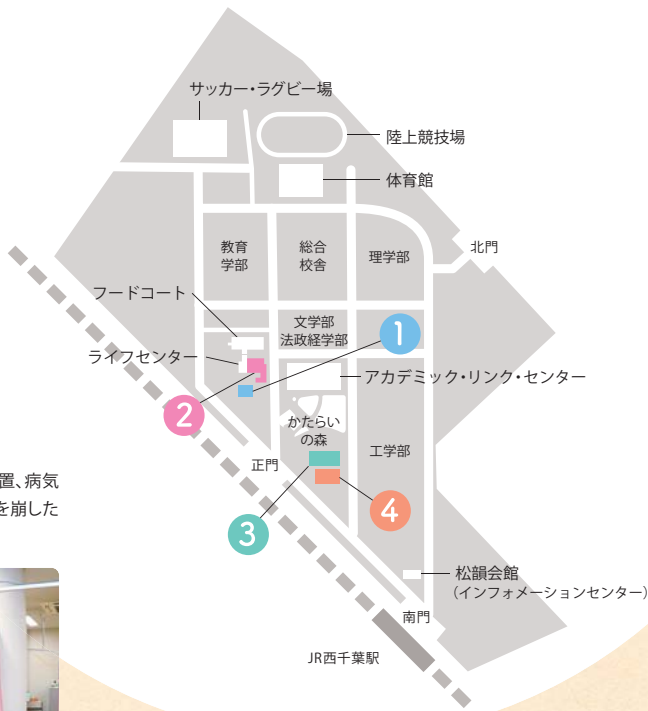 サッカー・ラグビー場
陸上競技場
体育館
教育
学部
総合
校舎
理学部
北門
フードコート
文学部
法政経学部
1
ライフセンター
アカデミック・リンク・センター
2
かたらい
の森
工学部
正門
置、病気
を崩した
3
4
松韻会館
(インフォメーションセンター)
南門
JR西千葉駅